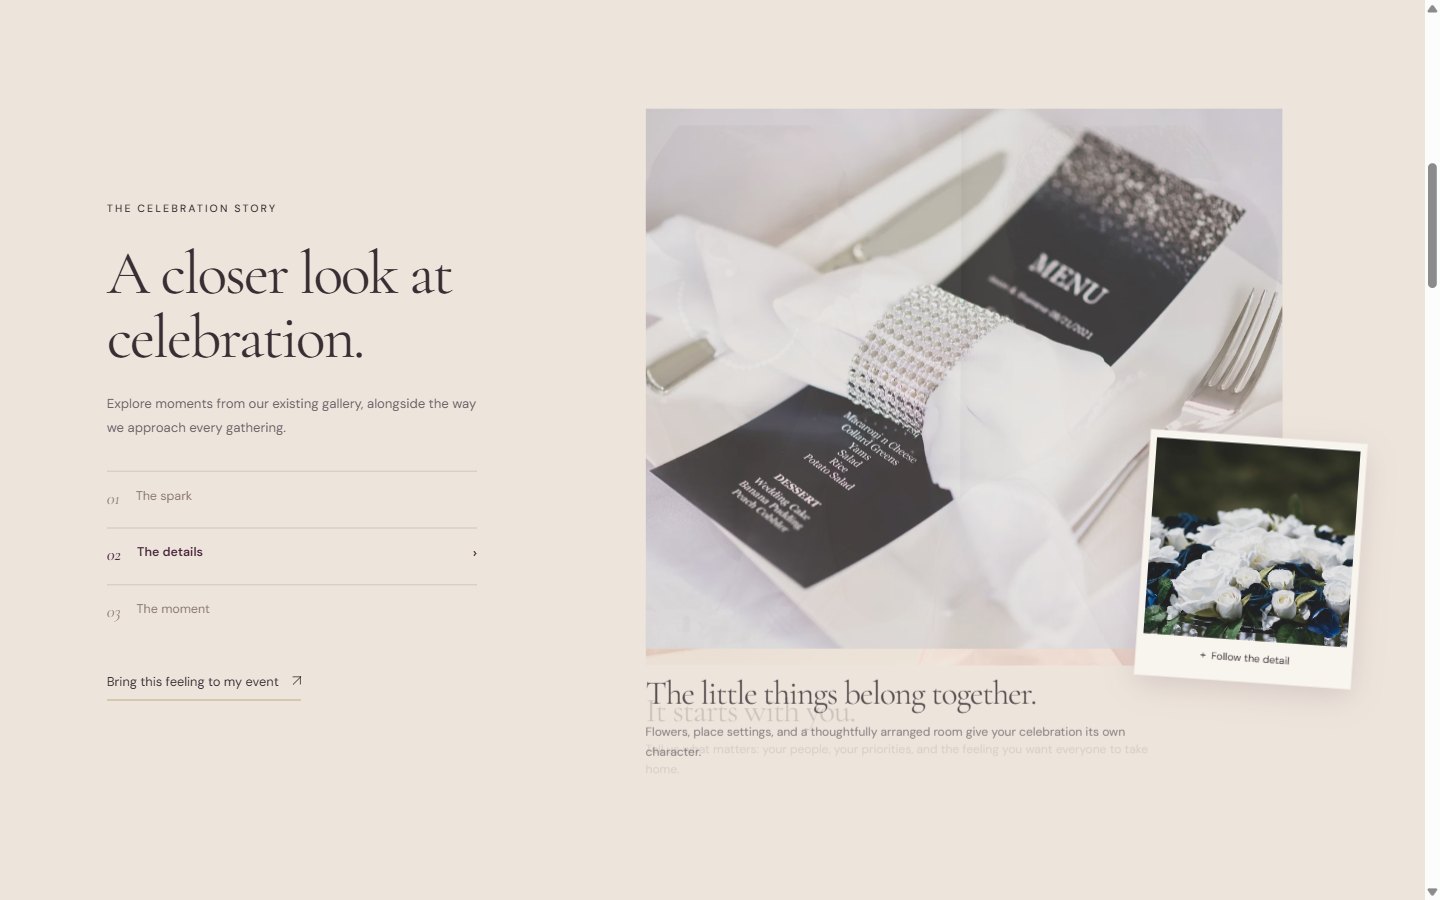 THE CELEBRATION STORY
A closer look at
celebration.
Explore moments from our existing gallery, alongside the way
we approach every gathering.
01 The spark
02 The details ›
03 The moment
Bring this feeling to my event
MENU
Macaroni n Cheese
Collard Greens
Yams
Salad
Rice
Potato Salad
DESSERT
Wedding Cake
Banana Pudding
Peach Cobbler
+ Follow the detail
The little things belong together.
It starts with you.
Flowers, place settings, and a thoughtfully arranged room give your celebration its own
character.
what matters: your people, your priorities, and the feeling you want everyone to take
home.